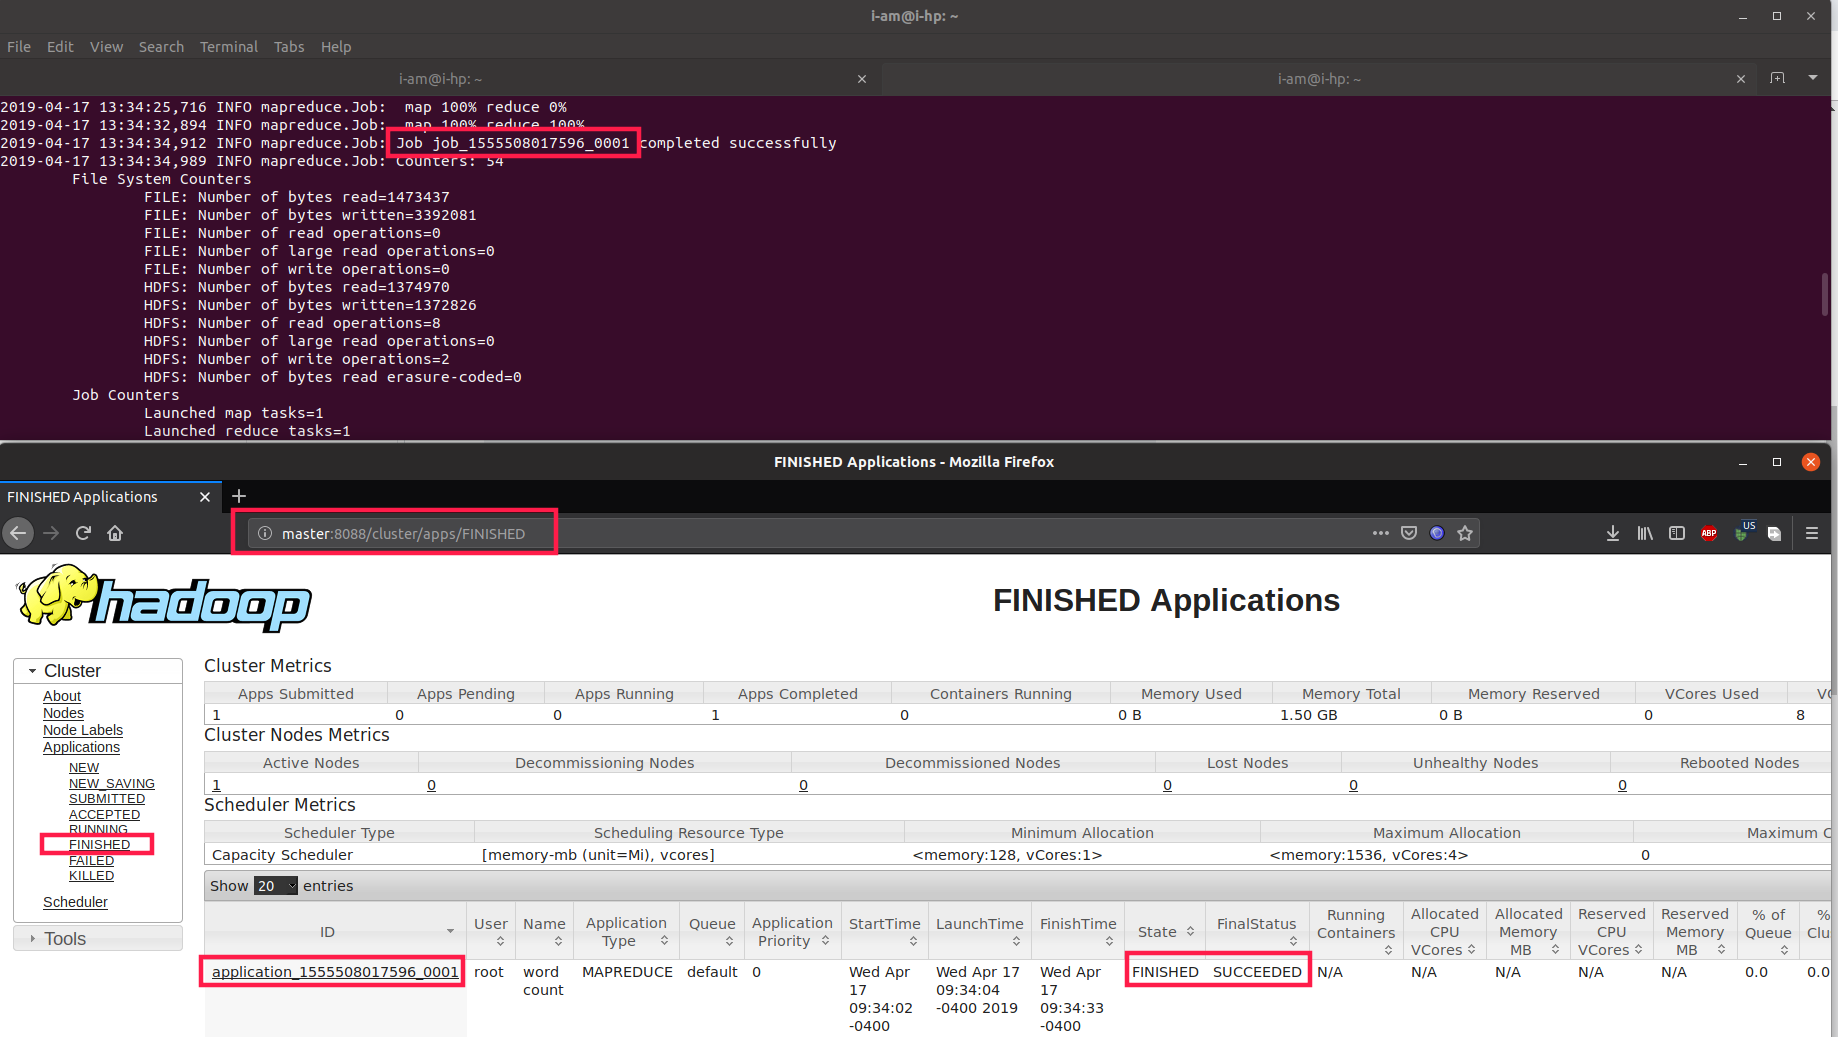 i-am@i-hp: ~
File Edit View Search Terminal Tabs Help
i-am@i-hp: ~ i-am@i-hp: ~
2019-04-17 13:34:25,716 INFO mapreduce.Job:  map 100% reduce 0%
2019-04-17 13:34:32,894 INFO mapreduce.Job:  map 100% reduce 100%
2019-04-17 13:34:34,912 INFO mapreduce.Job: Job job_1555508017596_0001 completed successfully
2019-04-17 13:34:34,989 INFO mapreduce.Job: Counters: 54
File System Counters
FILE: Number of bytes read=1473437
FILE: Number of bytes written=3392081
FILE: Number of read operations=0
FILE: Number of large read operations=0
FILE: Number of write operations=0
HDFS: Number of bytes read=1374970
HDFS: Number of bytes written=1372826
HDFS: Number of read operations=8
HDFS: Number of large read operations=0
HDFS: Number of write operations=2
HDFS: Number of bytes read erasure-coded=0
Job Counters
Launched map tasks=1
Launched reduce tasks=1
FINISHED Applications - Mozilla Firefox
FINISHED Applications
master:8088/cluster/apps/FINISHED
ABP US
hadoop
FINISHED Applications
Cluster
About
Nodes
Node Labels
Applications
NEW
NEW_SAVING
SUBMITTED
ACCEPTED
RUNNING
FINISHED
FAILED
KILLED
Scheduler
Tools
Cluster Metrics
Apps Submitted Apps Pending Apps Running Apps Completed Containers Running Memory Used Memory Total Memory Reserved VCores Used VC
1 0 0 1 0 0 B 1.50 GB 0 B 0 8
Cluster Nodes Metrics
Active Nodes Decommissioning Nodes Decommissioned Nodes Lost Nodes Unhealthy Nodes Rebooted Nodes
1 0 0 0 0 0
Scheduler Metrics
Scheduler Type Scheduling Resource Type Minimum Allocation Maximum Allocation Maximum C
Capacity Scheduler [memory-mb (unit=Mi), vcores] <memory:128, vCores:1> <memory:1536, vCores:4> 0
Show 20 entries
ID User Name Application Type Queue Application Priority StartTime LaunchTime FinishTime State FinalStatus Running Containers Allocated CPU VCores Allocated Memory MB Reserved CPU VCores Reserved Memory MB % of Queue % Clu
application_1555508017596_0001 root word count MAPREDUCE default 0 Wed Apr 17 09:34:02 -0400 Wed Apr 17 09:34:04 -0400 2019 Wed Apr 17 09:34:33 -0400 FINISHED SUCCEEDED N/A N/A N/A N/A N/A 0.0 0.0